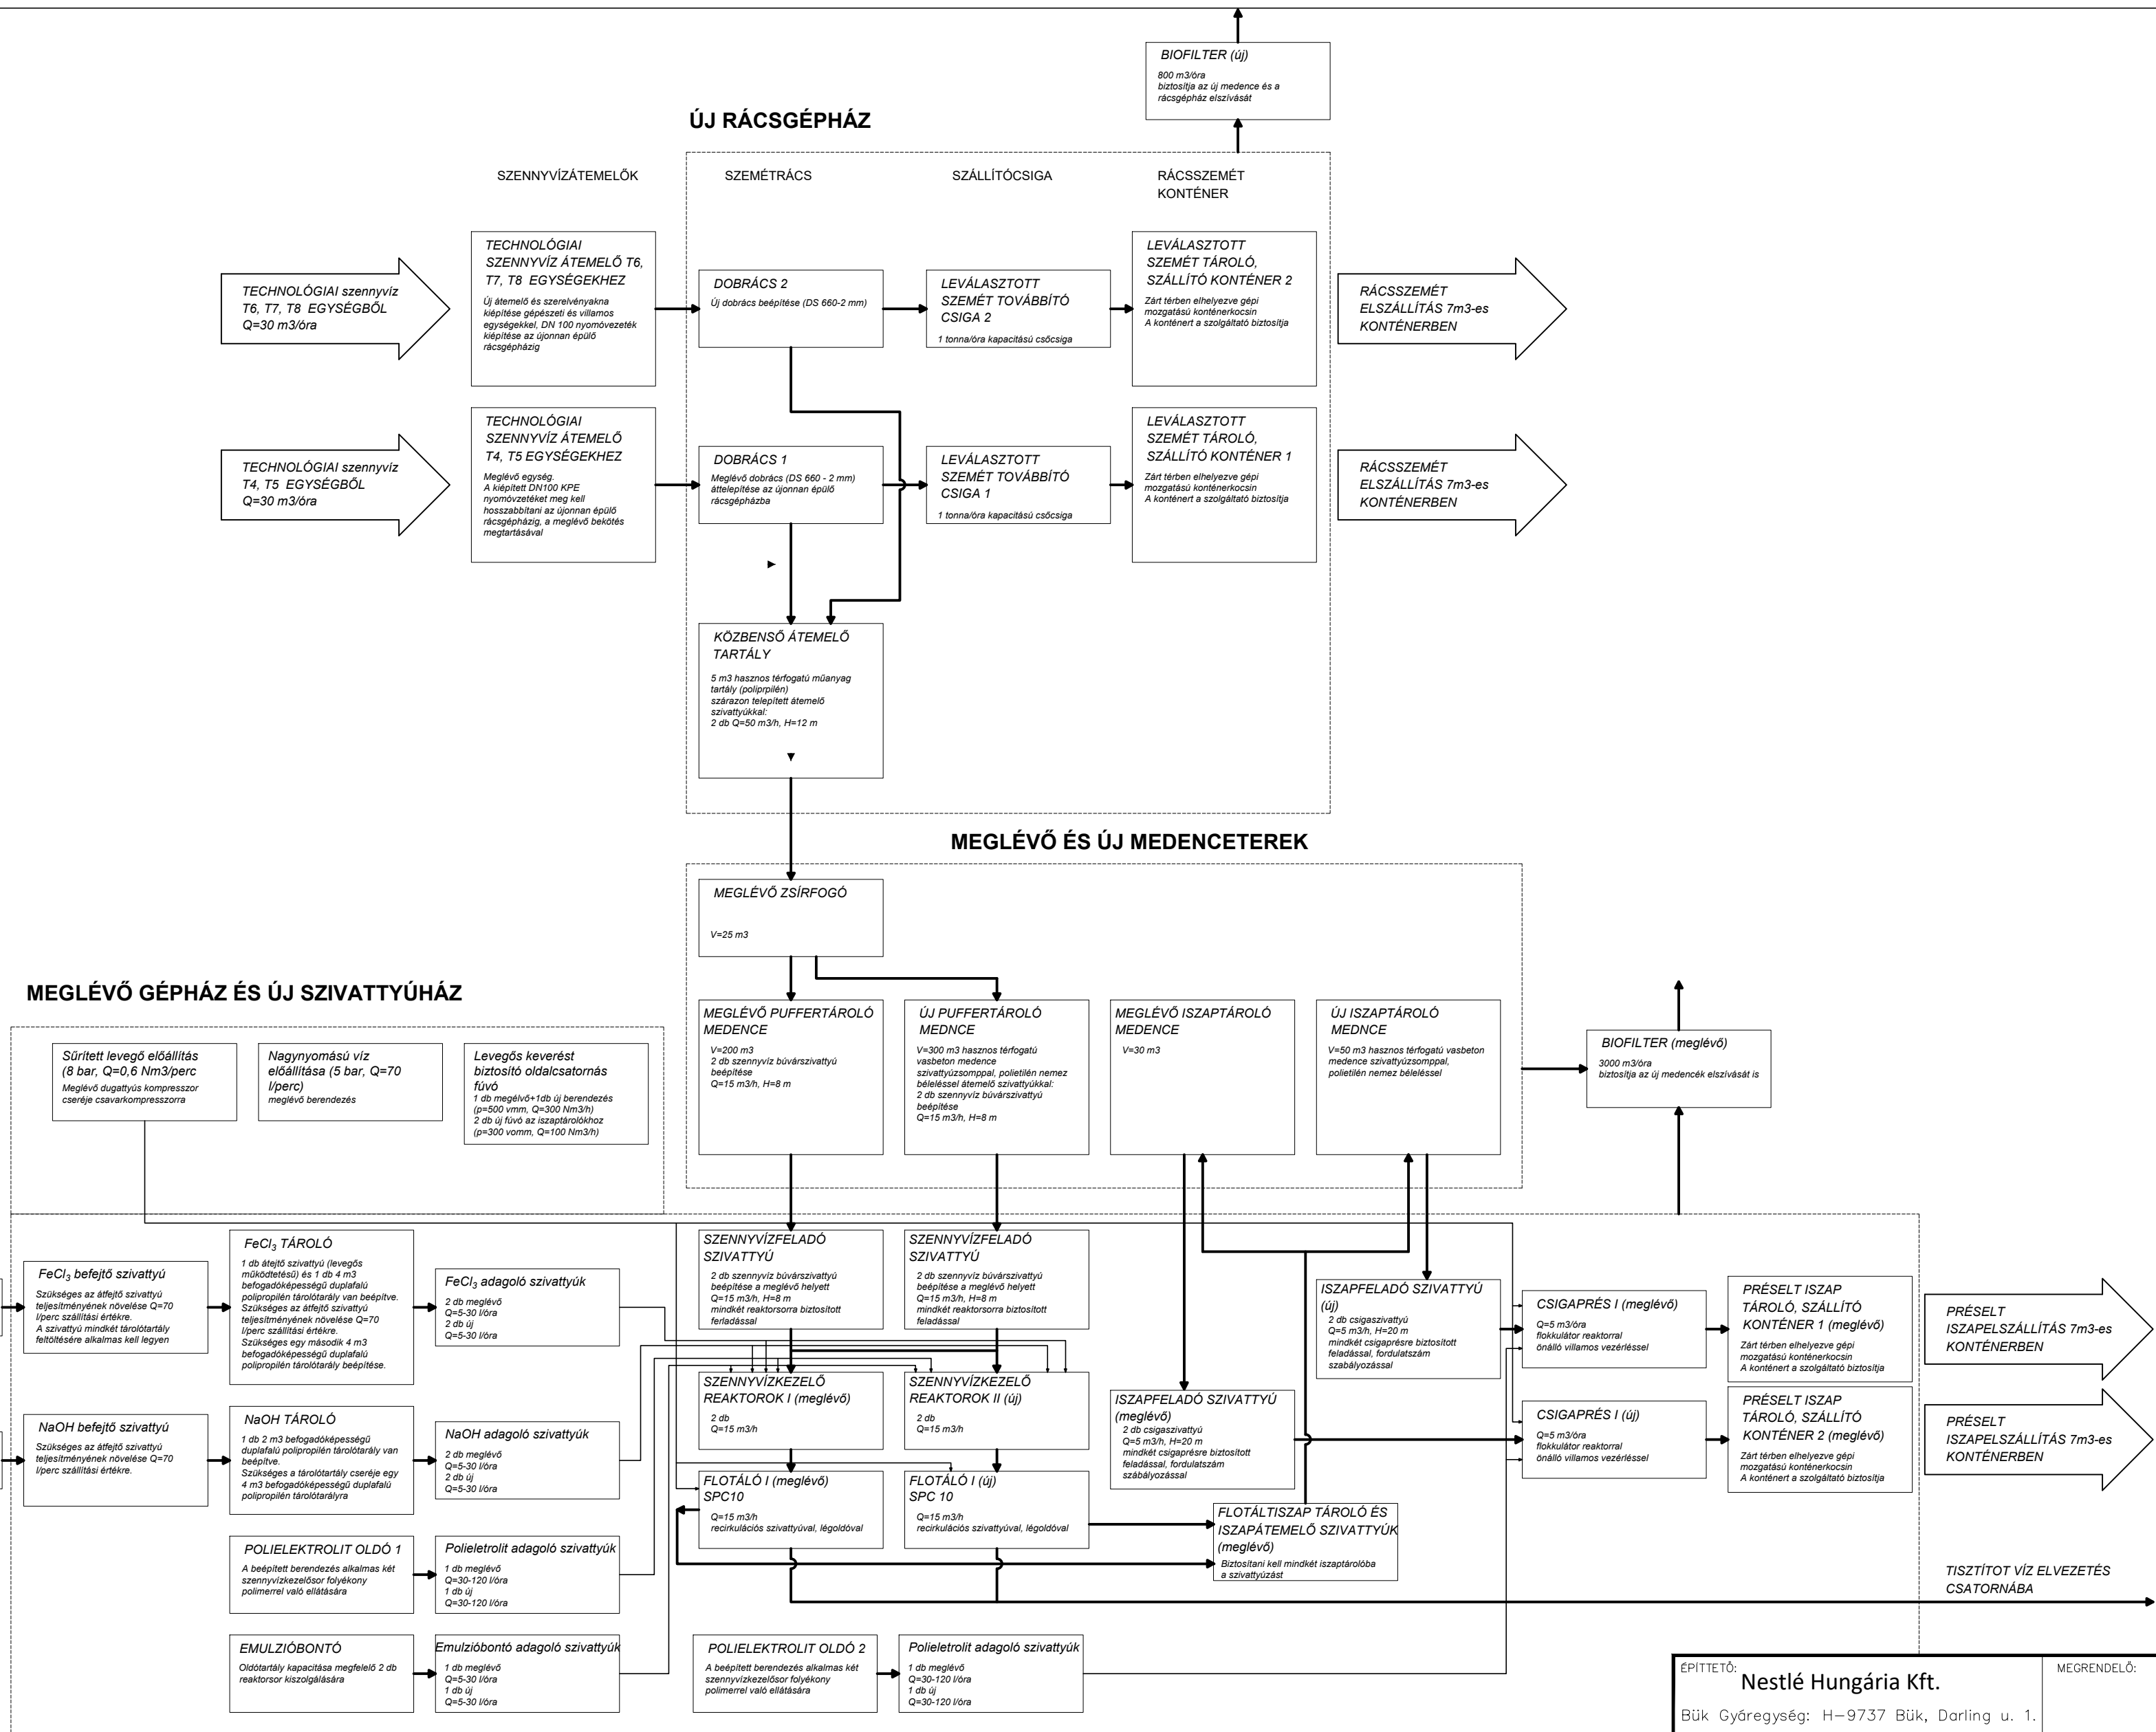 BIOFILTER (új)
800 m3/óra
biztosítja az új medence és a
rácsgépház elszívását
ÚJ RÁCSGÉPHÁZ
SZENNYVÍZÁTEMELŐK
SZEMÉTRÁCS
SZÁLLÍTÓCSIGA
RÁCSSZEMÉT
KONTÉNER
TECHNOLÓGIAI szennyvíz
T6, T7, T8 EGYSÉGBŐL
Q=30 m3/óra
TECHNOLÓGIAI
SZENNYVÍZ ÁTEMELŐ T6,
T7, T8 EGYSÉGEKHEZ
Új átemelő és szerelvényakna
kiépítése gépészeti és villamos
egységekkel, DN 100 nyomóvezeték
kiépítése az újonnan épülő
rácsgépházig
DOBRÁCS 2
Új dobrács beépítése (DS 660-2 mm)
LEVÁLASZTOTT
SZEMÉT TOVÁBBÍTÓ
CSIGA 2
1 tonna/óra kapacitású csőcsiga
LEVÁLASZTOTT
SZEMÉT TÁROLÓ,
SZÁLLÍTÓ KONTÉNER 2
Zárt térben elhelyezve gépi
mozgatású konténerkocsin
A konténert a szolgáltató biztosítja
RÁCSSZEMÉT
ELSZÁLLÍTÁS 7m3-es
KONTÉNERBEN
TECHNOLÓGIAI szennyvíz
T4, T5 EGYSÉGBŐL
Q=30 m3/óra
TECHNOLÓGIAI
SZENNYVÍZ ÁTEMELŐ
T4, T5 EGYSÉGEKHEZ
Meglévő egység.
A kiépített DN100 KPE
nyomóvzetéket meg kell
hosszabbítani az újonnan épülő
rácsgépházig, a meglévő bekötés
megtartásával
DOBRÁCS 1
Meglévő dobrács (DS 660 - 2 mm)
áttelepítése az újonnan épülő
rácsgépházba
LEVÁLASZTOTT
SZEMÉT TOVÁBBÍTÓ
CSIGA 1
1 tonna/óra kapacitású csőcsiga
LEVÁLASZTOTT
SZEMÉT TÁROLÓ,
SZÁLLÍTÓ KONTÉNER 1
Zárt térben elhelyezve gépi
mozgatású konténerkocsin
A konténert a szolgáltató biztosítja
RÁCSSZEMÉT
ELSZÁLLÍTÁS 7m3-es
KONTÉNERBEN
KÖZBENSŐ ÁTEMELŐ
TARTÁLY
5 m3 hasznos térfogatú műanyag
tartály (poliprpilén)
szárazon telepített átemelő
szivattyúkkal:
2 db Q=50 m3/h, H=12 m
MEGLÉVŐ ÉS ÚJ MEDENCETEREK
MEGLÉVŐ ZSÍRFOGÓ
V=25 m3
MEGLÉVŐ PUFFERTÁROLÓ
MEDENCE
V=200 m3
2 db szennyvíz búvárszivattyú
beépítése
Q=15 m3/h, H=8 m
ÚJ PUFFERTÁROLÓ
MEDNCE
V=300 m3 hasznos térfogatú
vasbeton medence
szivattyúzsomppal, polietilén nemez
béleléssel átemelő szivattyúkkal:
2 db szennyvíz búvárszivattyú
beépítése
Q=15 m3/h, H=8 m
MEGLÉVŐ ISZAPTÁROLÓ
MEDENCE
V=30 m3
ÚJ ISZAPTÁROLÓ
MEDNCE
V=50 m3 hasznos térfogatú vasbeton
medence szivattyúzsomppal,
polietilén nemez béleléssel
BIOFILTER (meglévő)
3000 m3/óra
biztosítja az új medencék elszívását is
MEGLÉVŐ GÉPHÁZ ÉS ÚJ SZIVATTYÚHÁZ
Sűrített levegő előállítás
(8 bar, Q=0,6 Nm3/perc
Meglévő dugattyús kompresszor
cseréje csavarkompresszorra
Nagynyomású víz
előállítása (5 bar, Q=70
l/perc)
meglévő berendezés
Levegős keverést
biztosító oldalcsatornás
fúvó
1 db megélvő+1db új berendezés
(p=500 vmm, Q=300 Nm3/h)
2 db új fúvó az iszaptárolókhoz
(p=300 vomm, Q=100 Nm3/h)
FeCl3 befejtő szivattyú
Szükséges az átfejtő szivattyú
teljesítményének növelése Q=70
l/perc szállítási értékre.
A szivattyú mindkét tárolótartály
feltöltésére alkalmas kell legyen
FeCl3 TÁROLÓ
1 db átejtő szivattyú (levegős
működtetésű) és 1 db 4 m3
befogadóképességű duplafalú
polipropilén tárolótarály van beépítve.
Szükséges az átfejtő szivattyú
teljesítményének növelése Q=70
l/perc szállítási értékre.
Szükséges egy második 4 m3
befogadóképességű duplafalú
polipropilén tárolótarály beépítése.
FeCl3 adagoló szivattyúk
2 db meglévő
Q=5-30 l/óra
2 db új
Q=5-30 l/óra
NaOH befejtő szivattyú
Szükséges az átfejtő szivattyú
teljesítményének növelése Q=70
l/perc szállítási értékre.
NaOH TÁROLÓ
1 db 2 m3 befogadóképességű
duplafalú polipropilén tárolótarály van
beépítve.
Szükséges a tárolótartály cseréje egy
4 m3 befogadóképességű duplafalú
polipropilén tárolótarályra
NaOH adagoló szivattyúk
2 db meglévő
Q=5-30 l/óra
2 db új
Q=5-30 l/óra
POLIELEKTROLIT OLDÓ 1
A beépített berendezés alkalmas két
szennyvízkezelősor folyékony
polimerrel való ellátására
Polieletrolit adagoló szivattyúk
1 db meglévő
Q=30-120 l/óra
1 db új
Q=30-120 l/óra
EMULZIÓBONTÓ
Oldótartály kapacitása megfelelő 2 db
reaktorsor kiszolgálására
Emulzióbontó adagoló szivattyúk
1 db meglévő
Q=5-30 l/óra
1 db új
Q=5-30 l/óra
SZENNYVÍZFELADÓ
SZIVATTYÚ
2 db szennyvíz búvárszivattyú
beépítése a meglévő helyett
Q=15 m3/h, H=8 m
mindkét reaktorsorra biztosított
ferladással
SZENNYVÍZFELADÓ
SZIVATTYÚ
2 db szennyvíz búvárszivattyú
beépítése a meglévő helyett
Q=15 m3/h, H=8 m
mindkét reaktorsorra biztosított
feladással
SZENNYVÍZKEZELŐ
REAKTOROK I (meglévő)
2 db
Q=15 m3/h
SZENNYVÍZKEZELŐ
REAKTOROK II (új)
2 db
Q=15 m3/h
FLOTÁLÓ I (meglévő)
SPC10
Q=15 m3/h
recirkulációs szivattyúval, légoldóval
FLOTÁLÓ I (új)
SPC 10
Q=15 m3/h
recirkulációs szivattyúval, légoldóval
ISZAPFELADÓ SZIVATTYÚ
(új)
2 db csigaszivattyú
Q=5 m3/h, H=20 m
mindkét csigaprésre biztosított
feladással, fordulatszám
szabályozással
ISZAPFELADÓ SZIVATTYÚ
(meglévő)
2 db csigaszivattyú
Q=5 m3/h, H=20 m
mindkét csigaprésre biztosított
feladással, fordulatszám
szábályozással
FLOTÁLTISZAP TÁROLÓ ÉS
ISZAPÁTEMELŐ SZIVATTYÚK
(meglévő)
Biztosítani kell mindkét iszaptárolóba
a szivattyúzást
CSIGAPRÉS I (meglévő)
Q=5 m3/óra
flokkulátor reaktorral
önálló villamos vezérléssel
PRÉSELT ISZAP
TÁROLÓ, SZÁLLÍTÓ
KONTÉNER 1 (meglévő)
Zárt térben elhelyezve gépi
mozgatású konténerkocsin
A konténert a szolgáltató biztosítja
PRÉSELT
ISZAPELSZÁLLÍTÁS 7m3-es
KONTÉNERBEN
CSIGAPRÉS I (új)
Q=5 m3/óra
flokkulátor reaktorral
önálló villamos vezérléssel
PRÉSELT ISZAP
TÁROLÓ, SZÁLLÍTÓ
KONTÉNER 2 (meglévő)
Zárt térben elhelyezve gépi
mozgatású konténerkocsin
A konténert a szolgáltató biztosítja
PRÉSELT
ISZAPELSZÁLLÍTÁS 7m3-es
KONTÉNERBEN
TISZTÍTOT VÍZ ELVEZETÉS
CSATORNÁBA
POLIELEKTROLIT OLDÓ 2
A beépített berendezés alkalmas két
szennyvízkezelősor folyékony
polimerrel való ellátására
Polieletrolit adagoló szivattyúk
1 db meglévő
Q=30-120 l/óra
1 db új
Q=30-120 l/óra
ÉPÍTTETŐ:
Nestlé Hungária Kft.
Bük Gyáregység: H-9737 Bük, Darling u. 1.
MEGRENDELŐ: